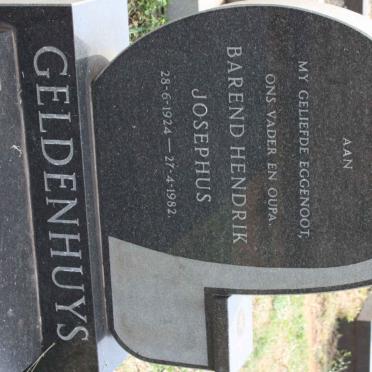 AAN
MY GELIEFDE EGGENOOT,
ONS VADER EN OUPA.
BAREND HENDRIK
JOSEPHUS
28-6-1924 — 27-4-1982.
GELDENHUYS